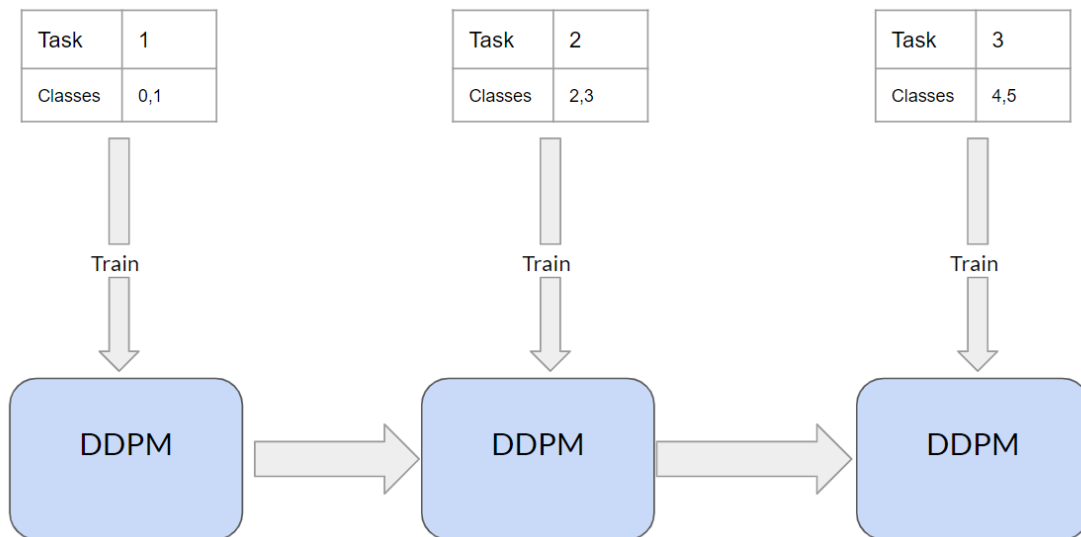 Task 1
Classes 0,1
Task 2
Classes 2,3
Task 3
Classes 4,5
Train
Train
Train
DDPM
DDPM
DDPM